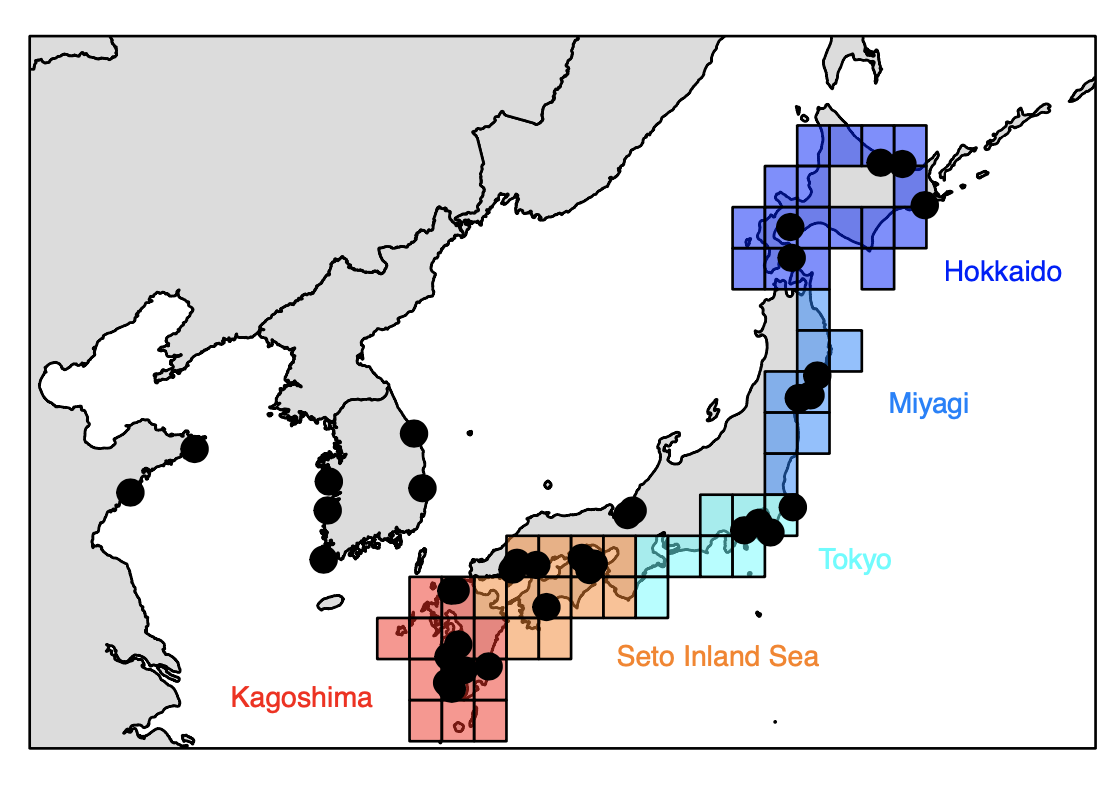 Hokkaido
Miyagi
Tokyo
Seto Inland Sea
Kagoshima